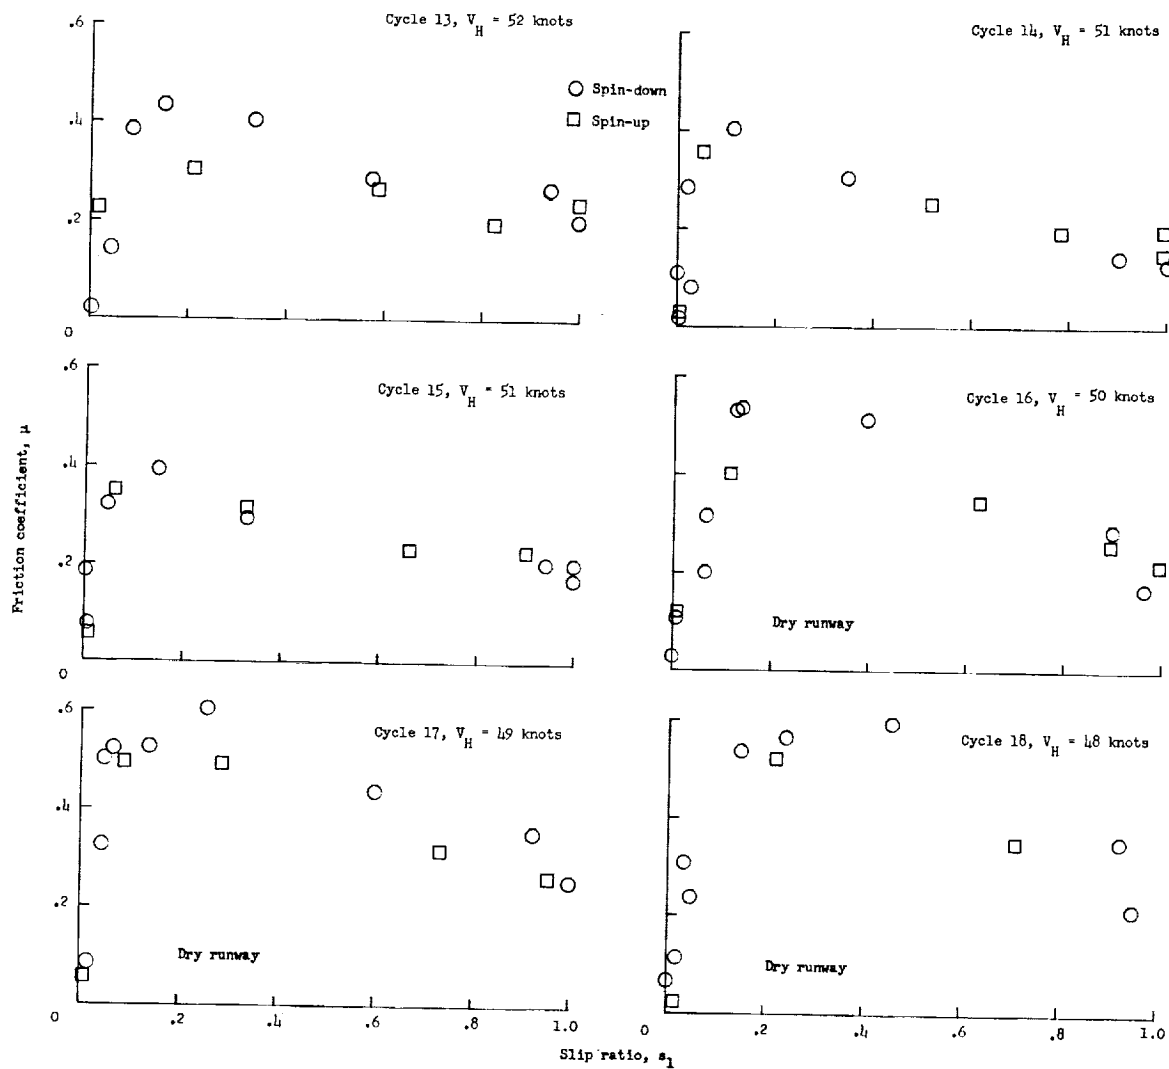 Cycle 13, V_H = 52 knots
Cycle 14, V_H = 51 knots
.6
Spin-down
Spin-up
.4
.2
0
Cycle 15, V_H = 51 knots
Cycle 16, V_H = 50 knots
.6
.4
.2
0
Dry runway
Friction coefficient, μ
Cycle 17, V_H = 49 knots
Cycle 18, V_H = 48 knots
.6
.4
.2
Dry runway
Dry runway
0 .2 .4 .6 .8 1.0
0 .2 .4 .6 .8 1.0
Slip ratio, s_1